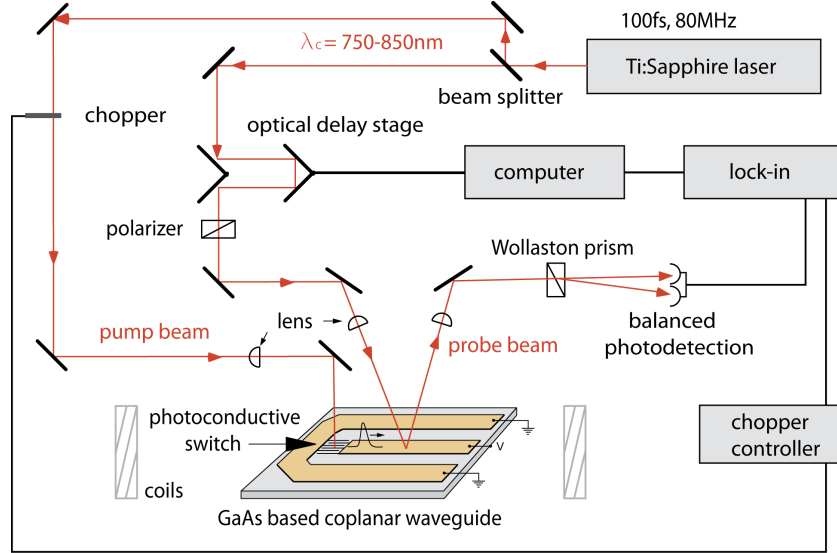 100fs, 80MHz
λc = 750-850nm
Ti:Sapphire laser
beam splitter
chopper
optical delay stage
computer
lock-in
polarizer
Wollaston prism
lens
pump beam
probe beam
balanced
photodetection
photoconductive
switch
V
chopper
controller
coils
GaAs based coplanar waveguide